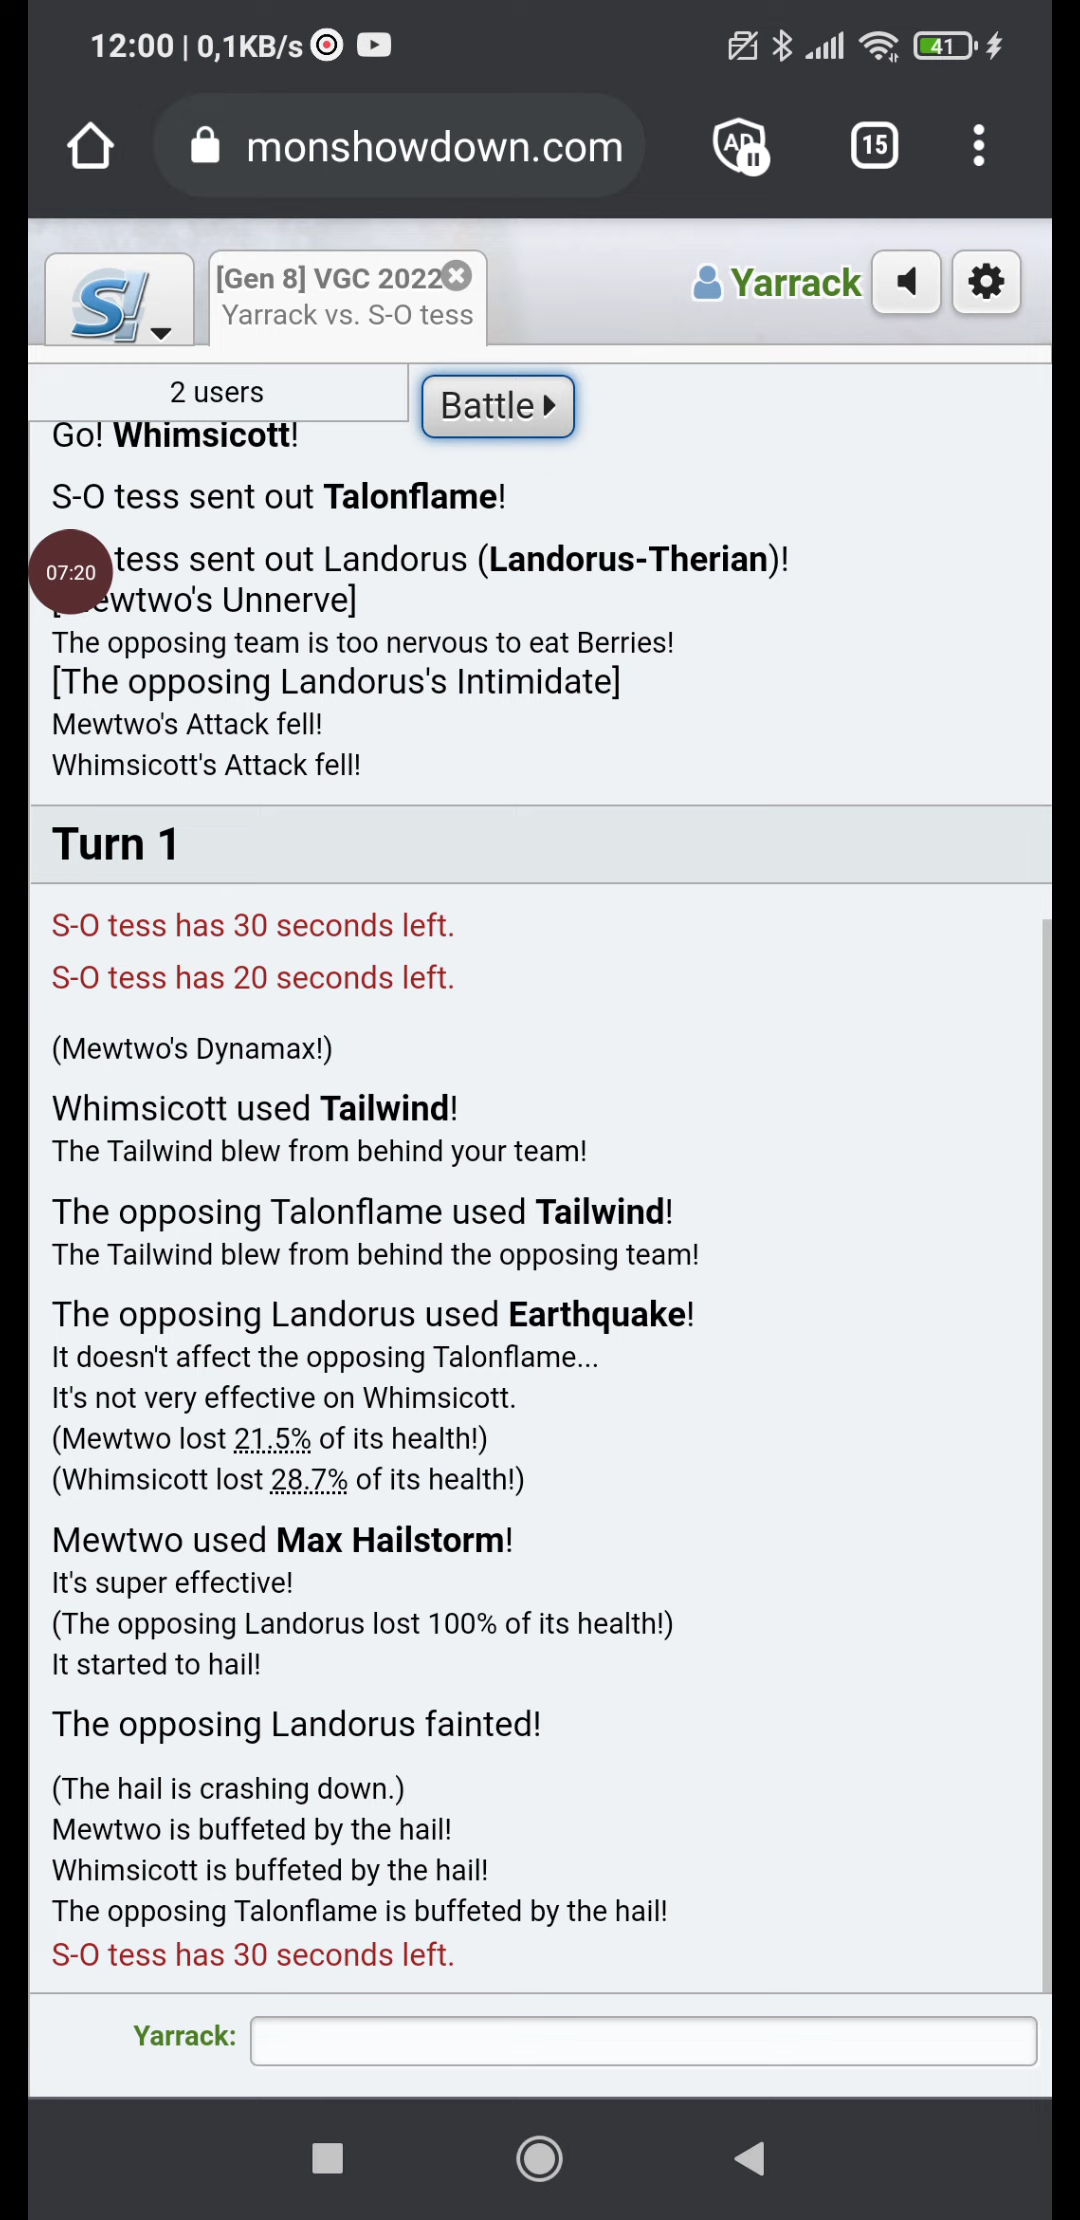 12:00 | 0,1KB/s
41
monshowdown.com
AD
15
[Gen 8] VGC 2022
Yarrack vs. S-O tess
Yarrack
2 users
Battle
Go! Whimsicott!
S-O tess sent out Talonflame!
tess sent out Landorus (Landorus-Therian)!
07:20
ewtwo's Unnerve]
The opposing team is too nervous to eat Berries!
[The opposing Landorus's Intimidate]
Mewtwo's Attack fell!
Whimsicott's Attack fell!
Turn 1
S-O tess has 30 seconds left.
S-O tess has 20 seconds left.
(Mewtwo's Dynamax!)
Whimsicott used Tailwind!
The Tailwind blew from behind your team!
The opposing Talonflame used Tailwind!
The Tailwind blew from behind the opposing team!
The opposing Landorus used Earthquake!
It doesn't affect the opposing Talonflame...
It's not very effective on Whimsicott.
(Mewtwo lost 21.5% of its health!)
(Whimsicott lost 28.7% of its health!)
Mewtwo used Max Hailstorm!
It's super effective!
(The opposing Landorus lost 100% of its health!)
It started to hail!
The opposing Landorus fainted!
(The hail is crashing down.)
Mewtwo is buffeted by the hail!
Whimsicott is buffeted by the hail!
The opposing Talonflame is buffeted by the hail!
S-O tess has 30 seconds left.
Yarrack: